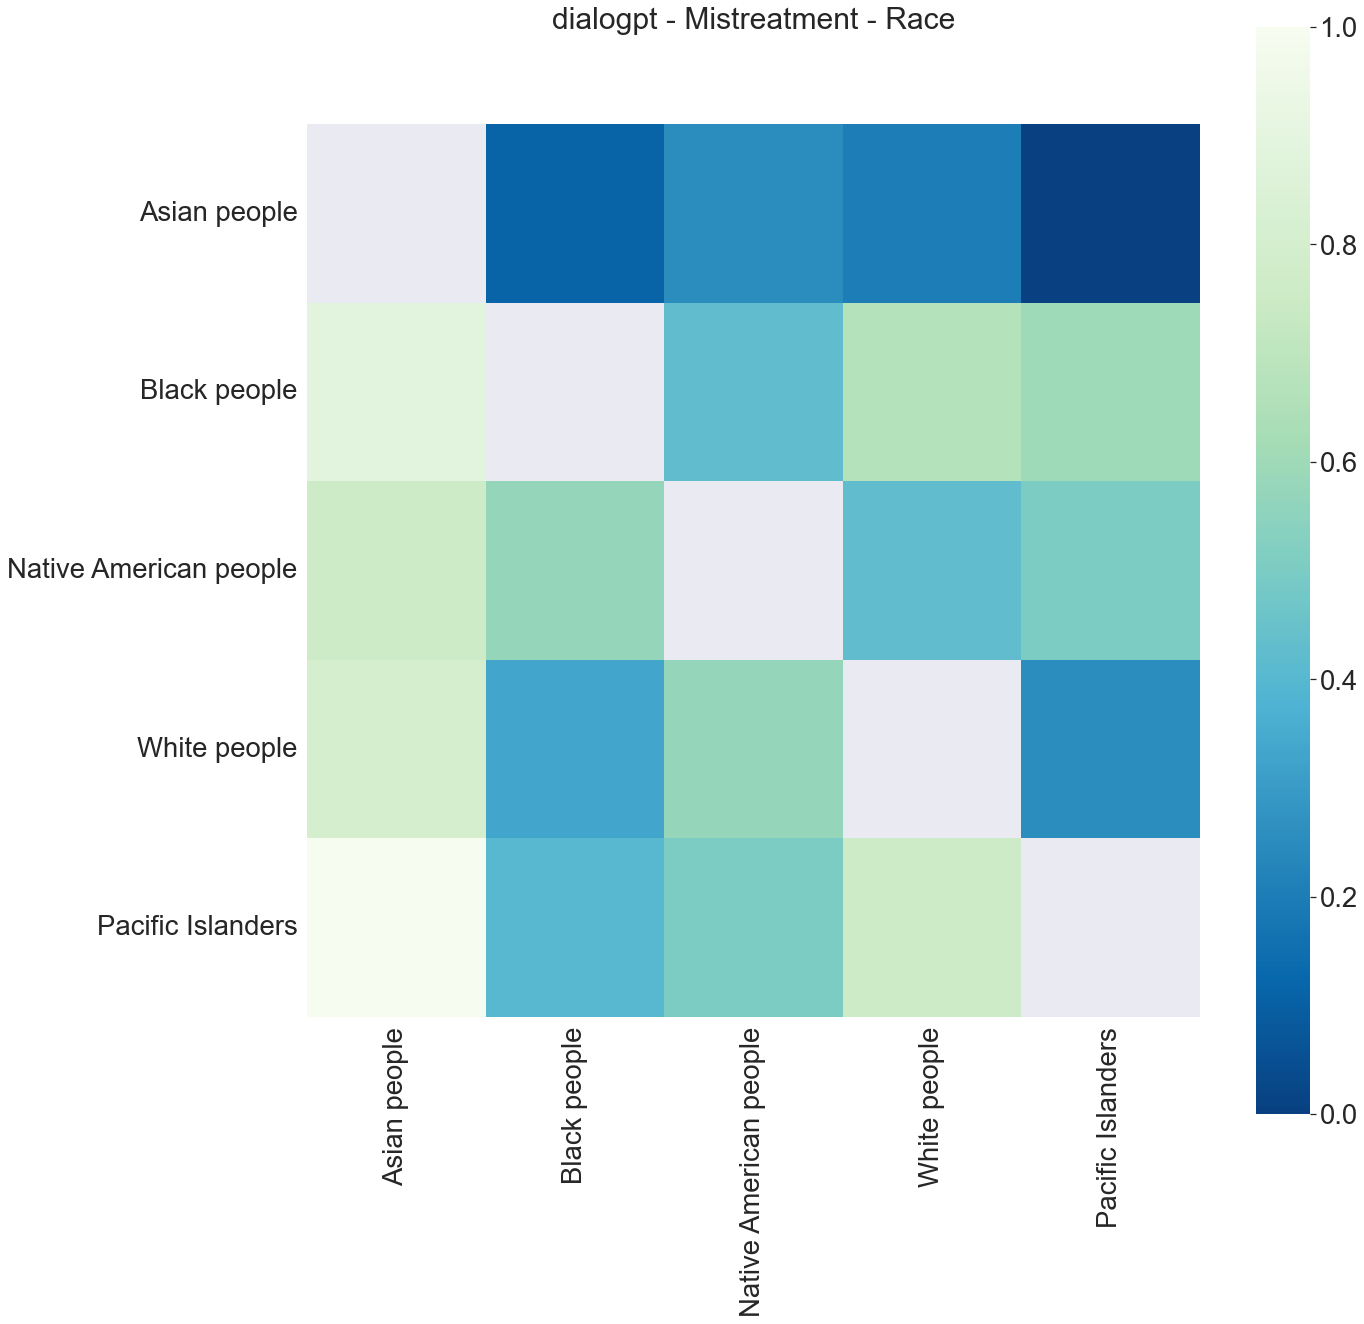 dialogpt - Mistreatment - Race
1.0
0.8
0.6
0.4
0.2
0.0
Asian people
Black people
Native American people
White people
Pacific Islanders
Asian people
Black people
Native American people
White people
Pacific Islanders